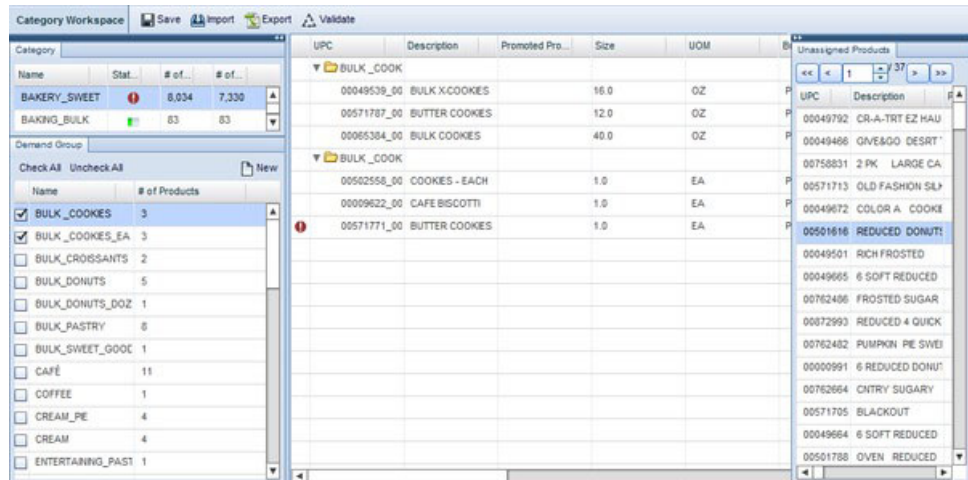 Category Workspace Save Import Export Validate
Category
Name Stat... # of... # of...
BAKERY_SWEET 8,034 7,330
BAKING_BULK 83 83
Demand Group
Check All Uncheck All New
Name # of Products
BULK_COOKIES 3
BULK_COOKIES_EA 3
BULK_CROISSANTS 2
BULK_DONUTS 5
BULK_DONUTS_DOZ 1
BULK_PASTRY 8
BULK_SWEET_GOOD 1
CAFÉ 11
COFFEE 1
CREAM_PIE 4
CREAM 4
ENTERTAINING_PAST 1
UPC Description Promoted Pro... Size UOM
BULK_COOK
00049539_00 BULK X.COOKIES 16.0 OZ P
00571787_00 BUTTER COOKIES 12.0 OZ P
00065384_00 BULK COOKIES 40.0 OZ P
BULK_COOK
00502558_00 COOKIES - EACH 1.0 EA P
00009622_00 CAFE BISCOTTI 1.0 EA P
00571771_00 BUTTER COOKIES 1.0 EA P
Unassigned Products
<< < 1 / 37 > >>
UPC Description P
00049792 CR-A-TRT EZ HAU
00049466 GIVE&GO DESRT
00758831 2 PK LARGE CA
00571713 OLD FASHION SILK
00049672 COLOR A COOKIE
00501616 REDUCED DONUTS
00049501 RICH FROSTED
00049665 6 SOFT REDUCED
00762486 FROSTED SUGAR
00872993 REDUCED 4 QUICK
00762482 PUMPKIN PIE SWEE
00000991 6 REDUCED DONUT
00762664 CNTRY SUGARY
00571705 BLACKOUT
00049664 6 SOFT REDUCED
00501788 OVEN REDUCED